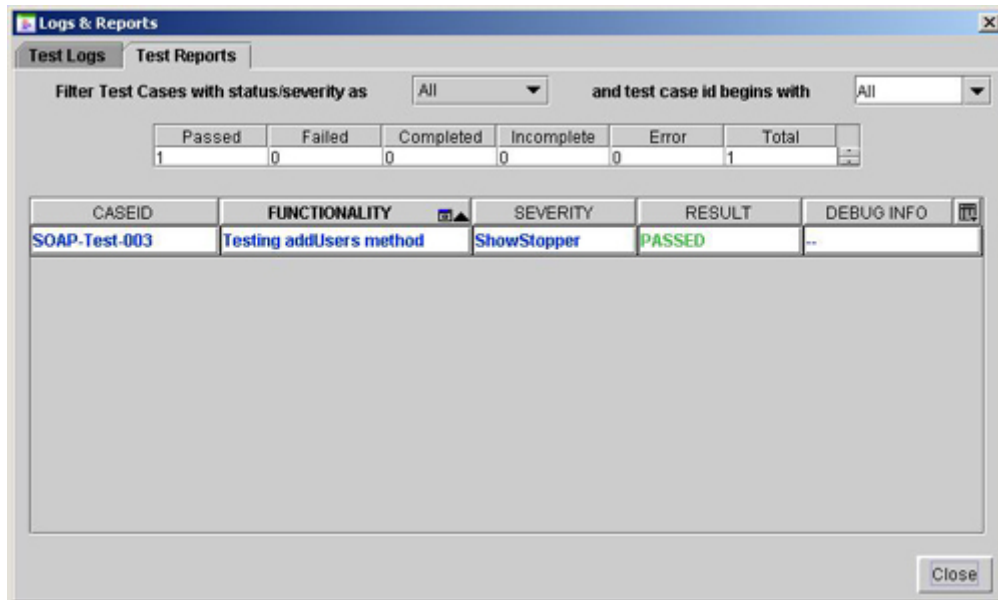 Logs & Reports
Test Logs Test Reports
Filter Test Cases with status/severity as All and test case id begins with All
Passed Failed Completed Incomplete Error Total
1 0 0 0 0 1
CASEID FUNCTIONALITY SEVERITY RESULT DEBUG INFO
SOAP-Test-003 Testing addUsers method ShowStopper PASSED --
Close